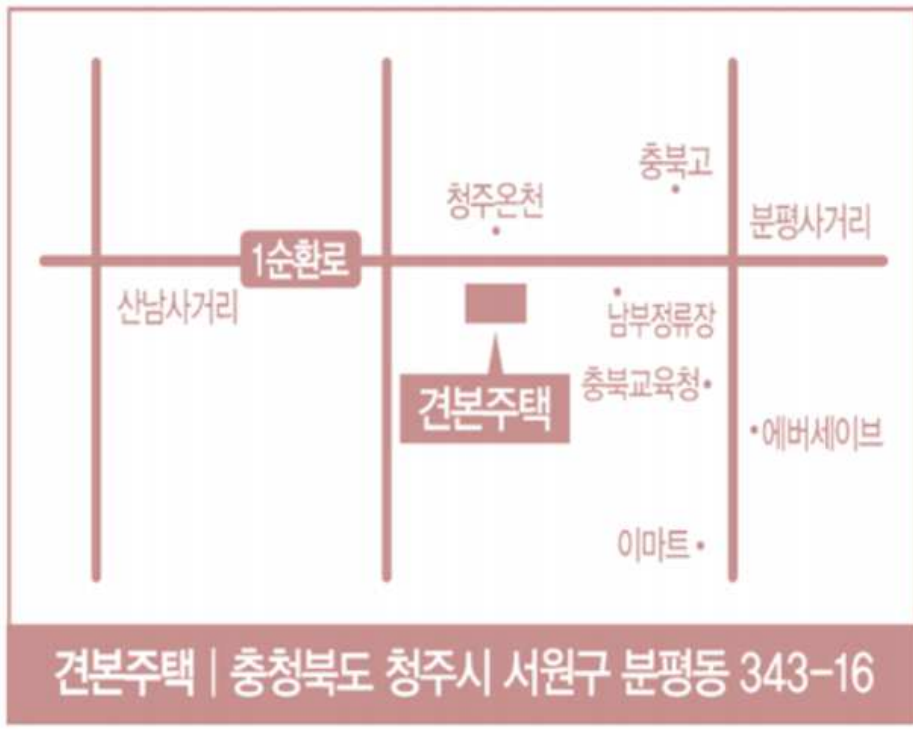 충북고
청주온천
분평사거리
1순환로
산남사거리
남부정류장
충북교육청
견본주택
에버세이브
이마트
견본주택 | 충청북도 청주시 서원구 분평동 343-16